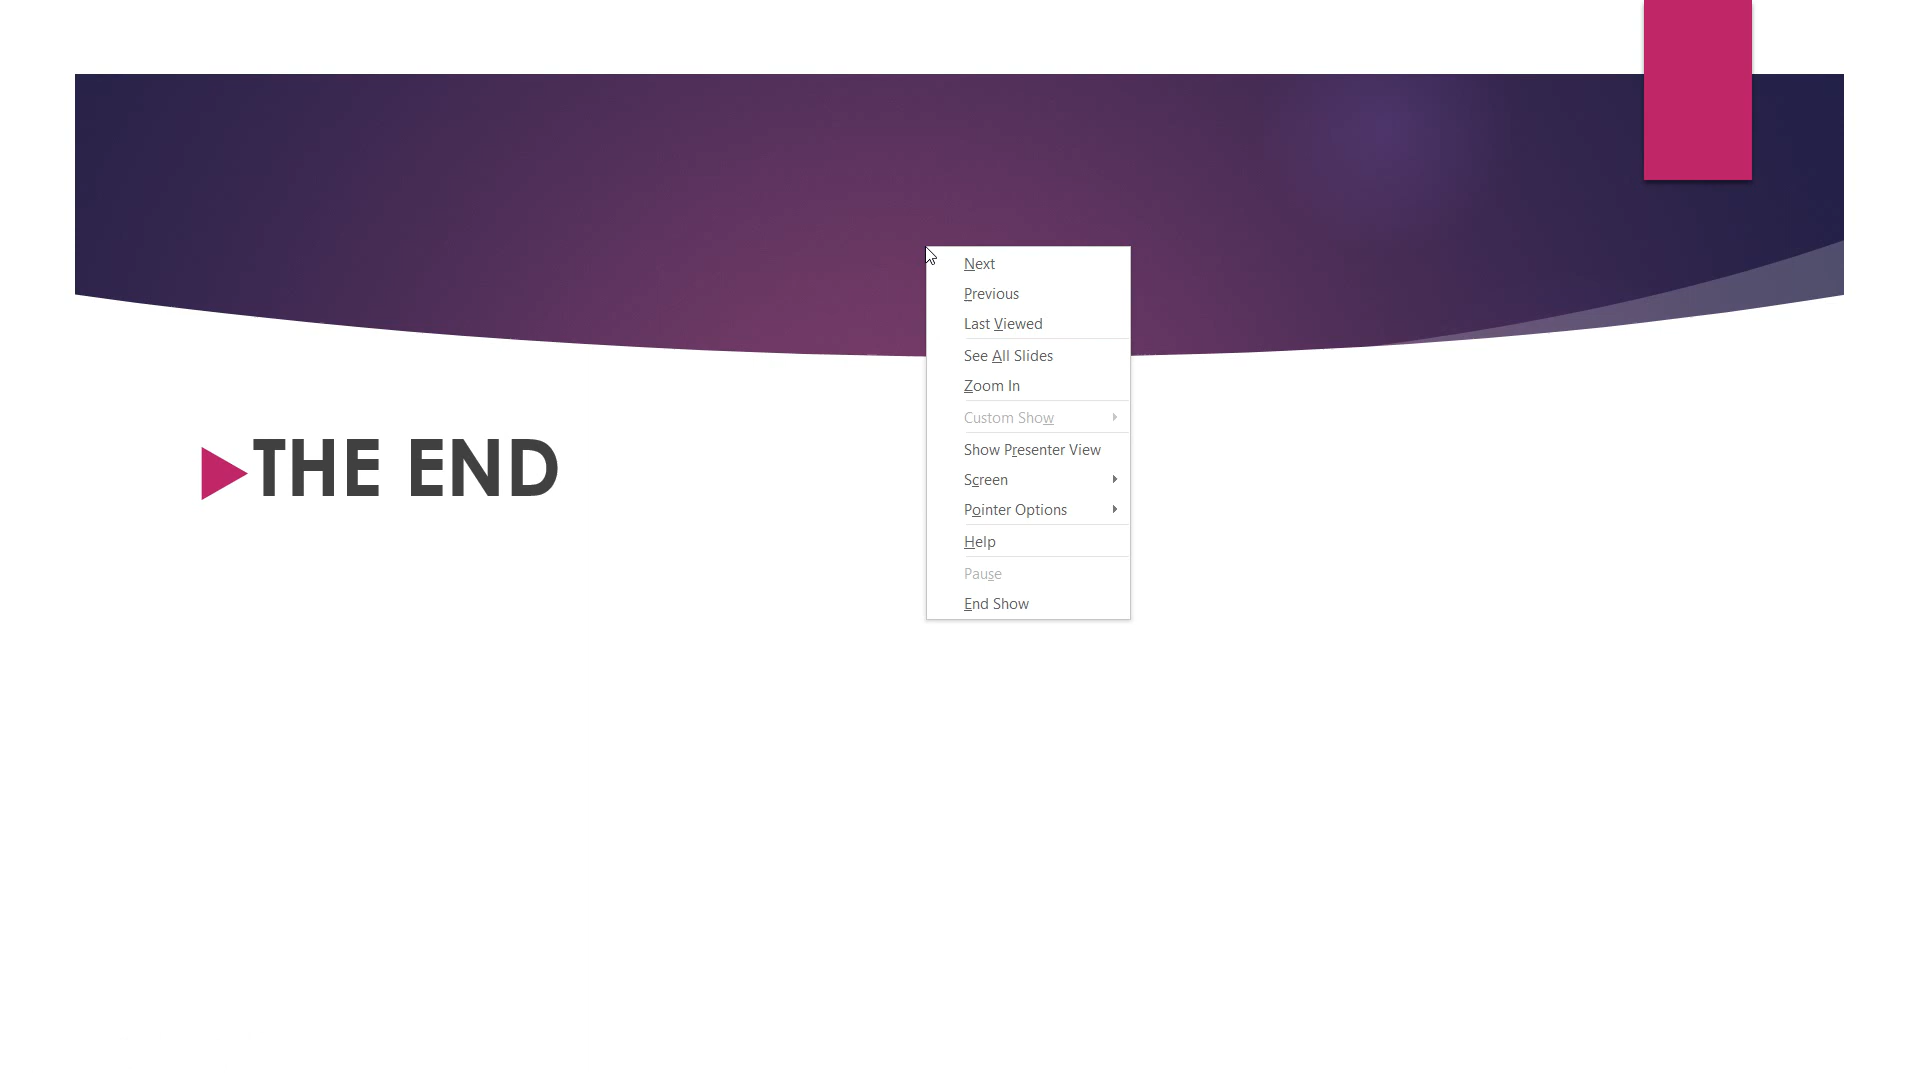 Next
Previous
Last Viewed
See All Slides
Zoom In
Custom Show
Show Presenter View
Screen
Pointer Options
Help
Pause
End Show
THE END